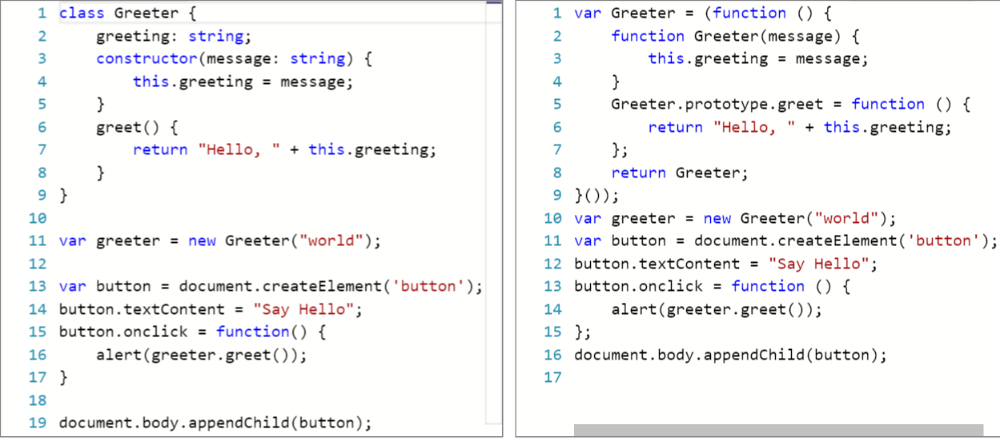 1 class Greeter {
2     greeting: string;
3     constructor(message: string) {
4         this.greeting = message;
5     }
6     greet() {
7         return "Hello, " + this.greeting;
8     }
9 }
10
11 var greeter = new Greeter("world");
12
13 var button = document.createElement('button');
14 button.textContent = "Say Hello";
15 button.onclick = function() {
16     alert(greeter.greet());
17 }
18
19 document.body.appendChild(button);
1 var Greeter = (function () {
2     function Greeter(message) {
3         this.greeting = message;
4     }
5     Greeter.prototype.greet = function () {
6         return "Hello, " + this.greeting;
7     };
8     return Greeter;
9 }());
10 var greeter = new Greeter("world");
11 var button = document.createElement('button');
12 button.textContent = "Say Hello";
13 button.onclick = function () {
14     alert(greeter.greet());
15 };
16 document.body.appendChild(button);
17